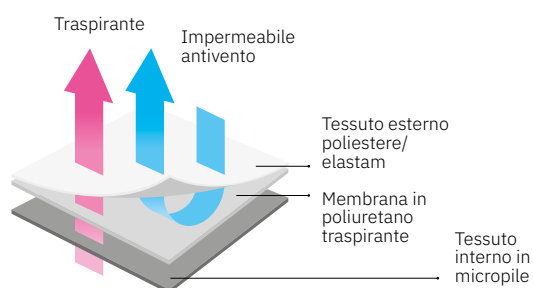 Traspirante
Impermeabile
antivento
Tessuto esterno
poliestere/
elastam
Membrana in
poliuretano
traspirante
Tessuto
interno in
micropile